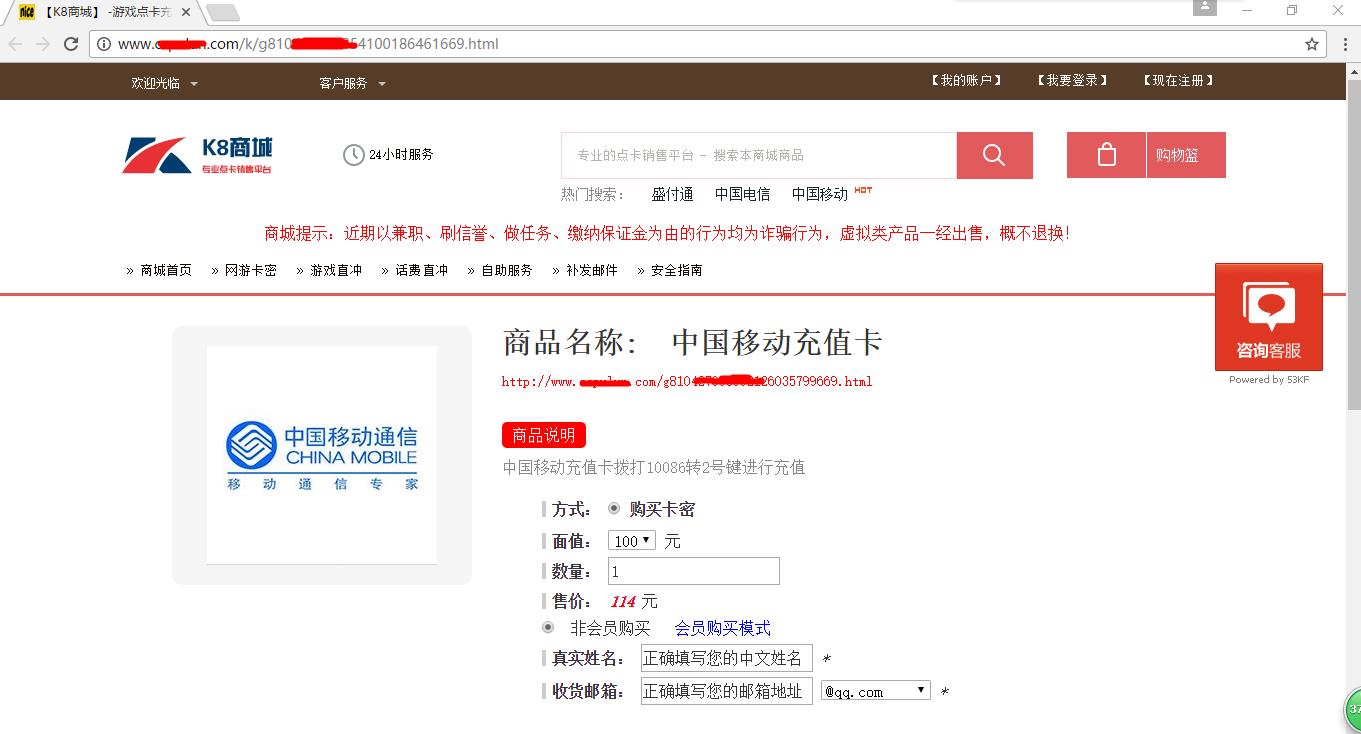 【K8商城】 -游戏点卡充
www. .com/k/g810 54100186461669.html
欢迎光临
客户服务
【我的账户】
【我要登录】
【现在注册】
K8商城
专业点卡销售平台
24小时服务
专业的点卡销售平台 - 搜索本商城商品
购物篮
热门搜索： 盛付通 中国电信 中国移动 HOT
商城提示：近期以兼职、刷信誉、做任务、缴纳保证金为由的行为均为诈骗行为，虚拟类产品一经出售，概不退换！
» 商城首页 » 网游卡密 » 游戏直冲 » 话费直冲 » 自助服务 » 补发邮件 » 安全指南
咨询客服
Powered by 53KF
商品名称： 中国移动充值卡
http://www. .com/g8104 126035799669.html
中国移动通信
CHINA MOBILE
移动通信专家
商品说明
中国移动充值卡拨打10086转2号键进行充值
方式： 购买卡密
面值： 100 元
数量： 1
售价： 114 元
非会员购买 会员购买模式
真实姓名： 正确填写您的中文姓名 *
收货邮箱： 正确填写您的邮箱地址 @qq.com *
37